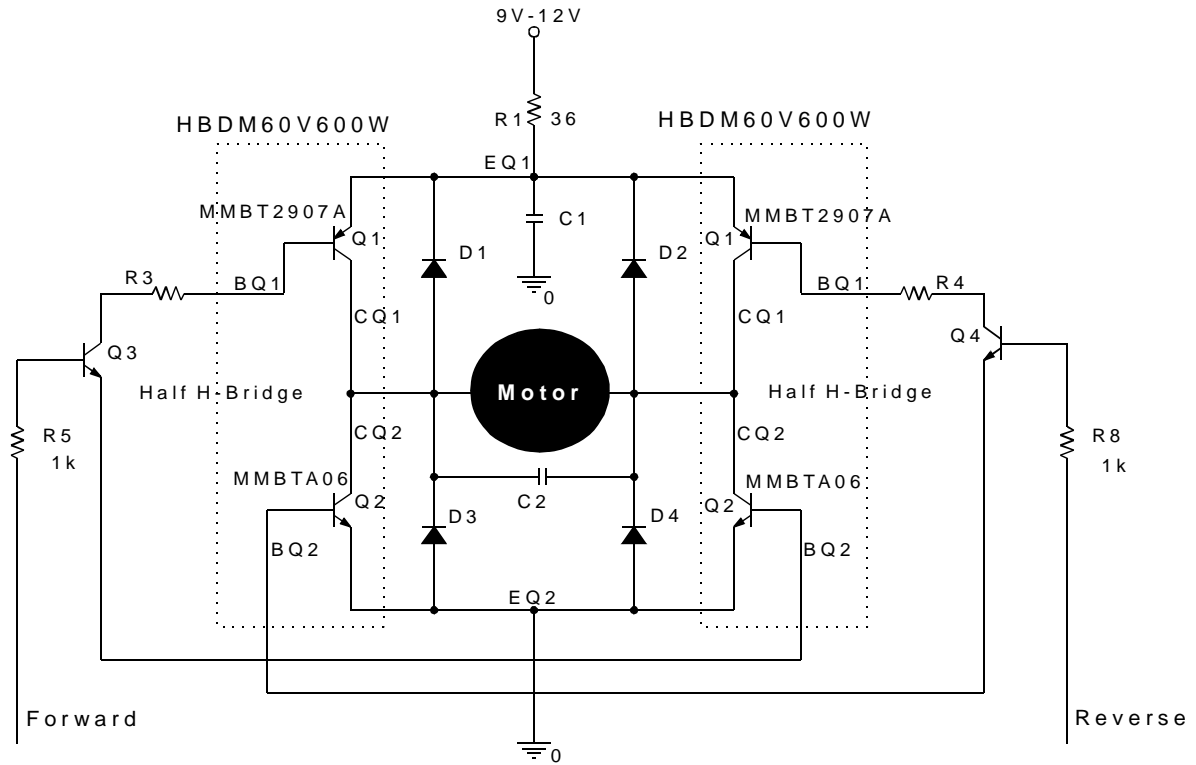 9V-12V
R1 36
HBDM60V600W
HBDM60V600W
EQ1
MMBT2907A
MMBT2907A
C1
Q1
Q1
D1
D2
0
R3
BQ1
BQ1
R4
CQ1
CQ1
Q3
Q4
Half H-Bridge
Motor
Half H-Bridge
R5
1k
CQ2
CQ2
R8
1k
MMBTA06
MMBTA06
C2
Q2
Q2
D3
D4
BQ2
BQ2
EQ2
Forward
Reverse
0